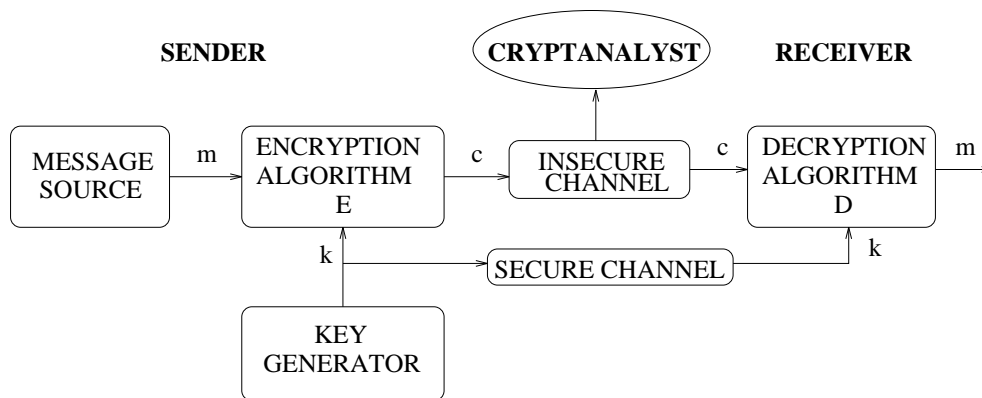 SENDER
CRYPTANALYST
RECEIVER
MESSAGE
SOURCE
m
ENCRYPTION
ALGORITHM
E
c
INSECURE
CHANNEL
c
DECRYPTION
ALGORITHM
D
m
k
SECURE CHANNEL
k
KEY
GENERATOR